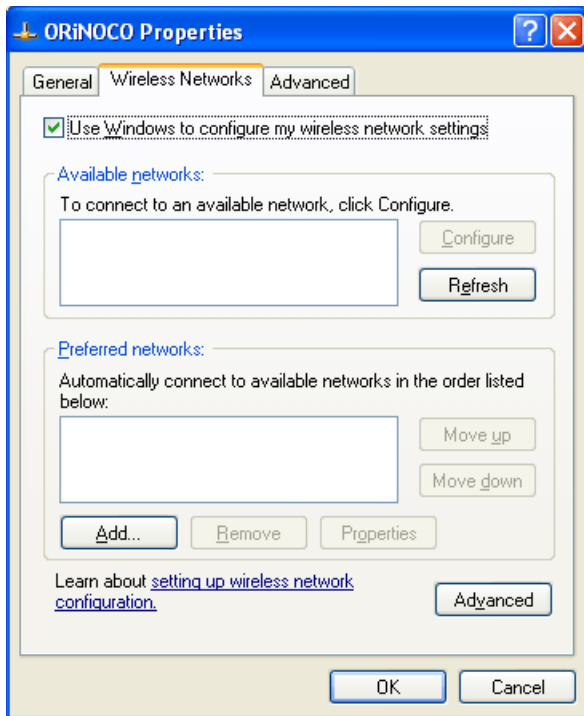 ORiNOCO Properties
General
Wireless Networks
Advanced
Use Windows to configure my wireless network settings
Available networks:
To connect to an available network, click Configure.
Configure
Refresh
Preferred networks:
Automatically connect to available networks in the order listed
below:
Move up
Move down
Add...
Remove
Properties
Learn about setting up wireless network
configuration.
Advanced
OK
Cancel